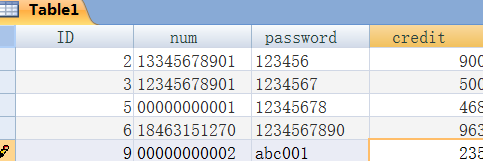 Table1
ID num password credit
2 13345678901 123456 900
3 12345678901 1234567 500
5 00000000001 12345678 468
6 18463151270 1234567890 963
9 00000000002 abc001 235